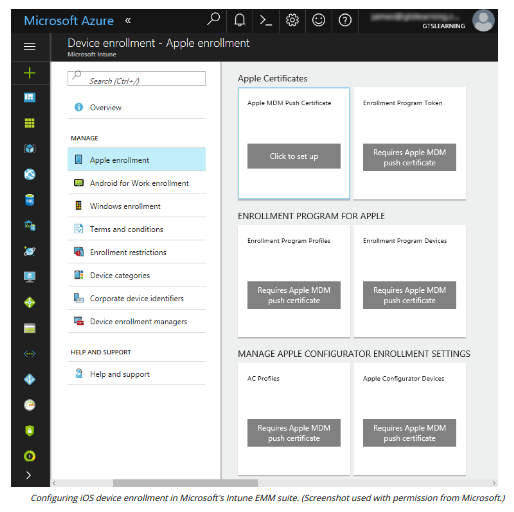 Microsoft Azure «
GTSLEARNING
Device enrollment - Apple enrollment
Microsoft Intune
Search (Ctrl+/)
Overview
MANAGE
Apple enrollment
Android for Work enrollment
Windows enrollment
Terms and conditions
Enrollment restrictions
Device categories
Corporate device identifiers
Device enrollment managers
HELP AND SUPPORT
Help and support
Apple Certificates
Apple MDM Push Certificate
Click to set up
Enrollment Program Token
Requires Apple MDM
push certificate
ENROLLMENT PROGRAM FOR APPLE
Enrollment Program Profiles
Requires Apple MDM
push certificate
Enrollment Program Devices
Requires Apple MDM
push certificate
MANAGE APPLE CONFIGURATOR ENROLLMENT SETTINGS
AC Profiles
Requires Apple MDM
push certificate
Apple Configurator Devices
Requires Apple MDM
push certificate
Configuring iOS device enrollment in Microsoft's Intune EMM suite. (Screenshot used with permission from Microsoft.)